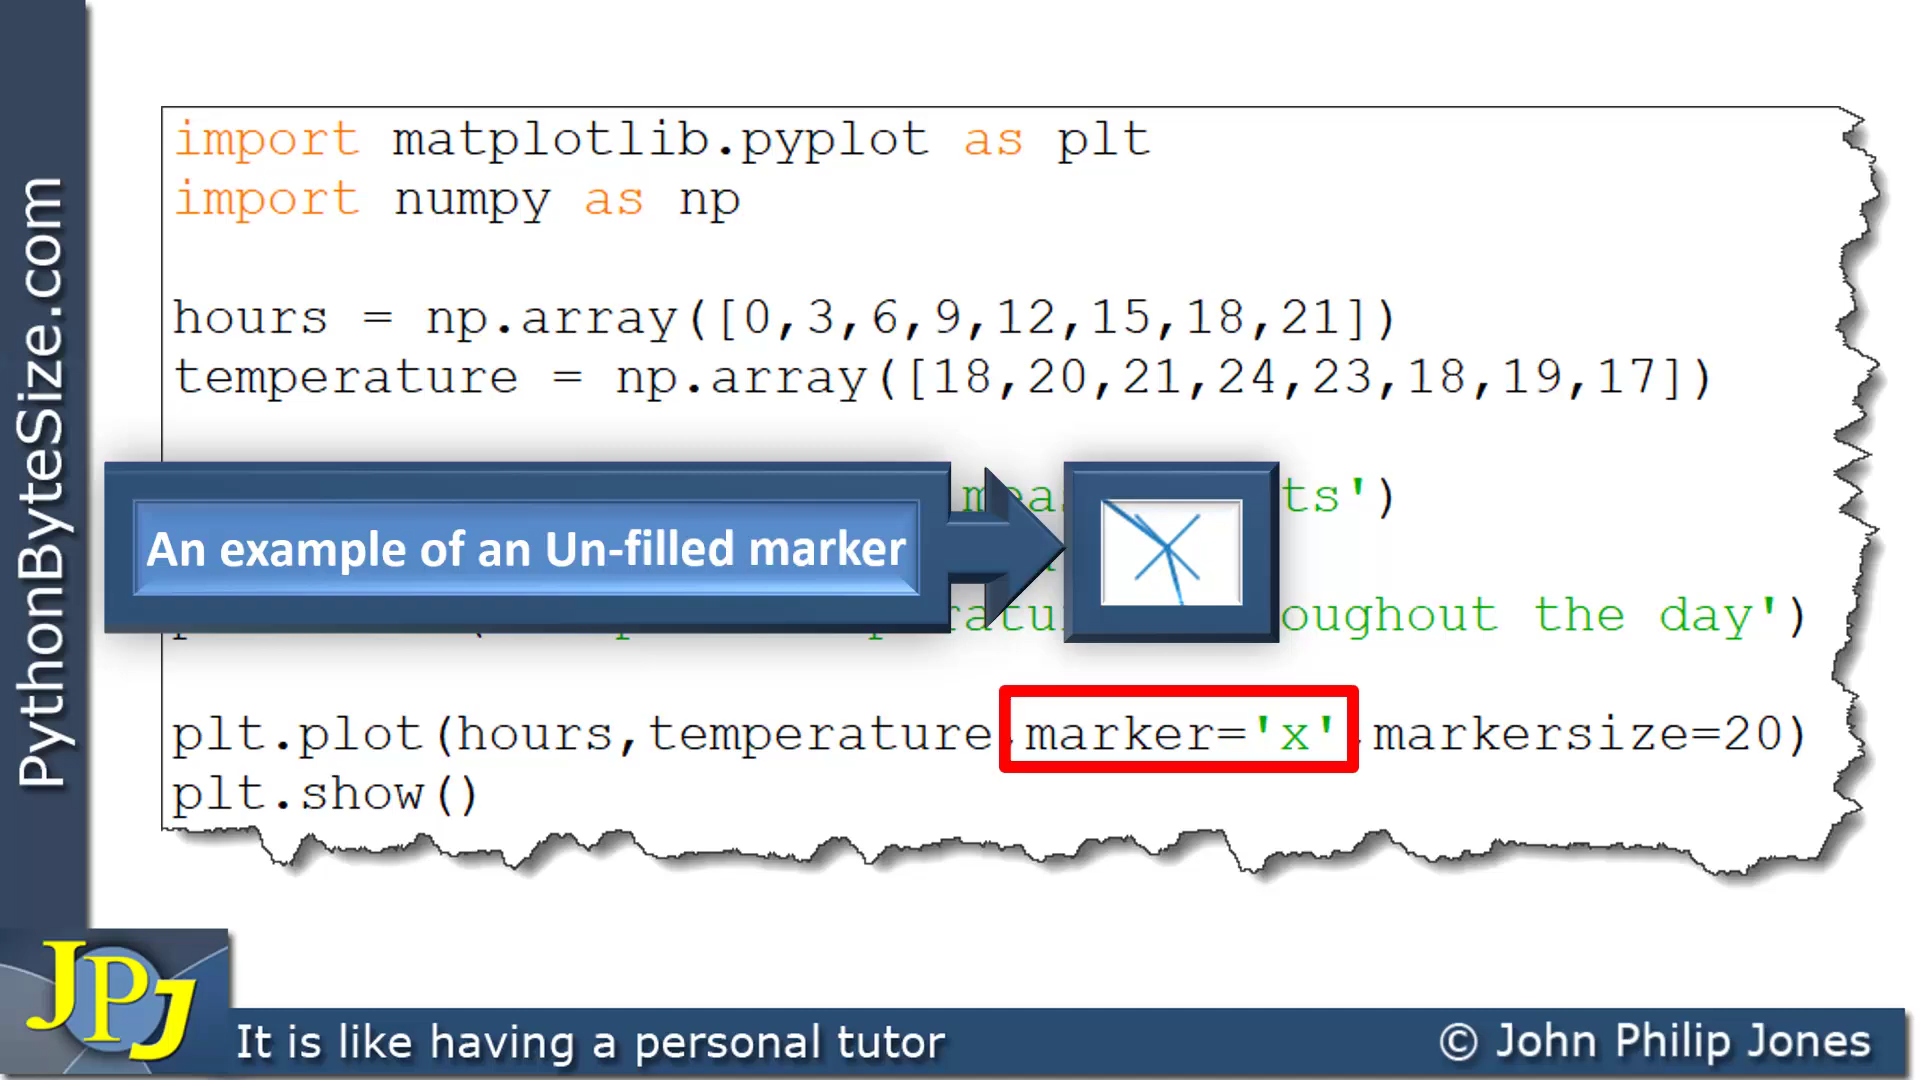 PythonByteSize.com
import matplotlib.pyplot as plt
import numpy as np
hours = np.array([0,3,6,9,12,15,18,21])
temperature = np.array([18,20,21,24,23,18,19,17])
ts')
An example of an Un-filled marker
oughout the day')
plt.plot(hours,temperature,marker='x',markersize=20)
plt.show()
JPJ
It is like having a personal tutor
© John Philip Jones